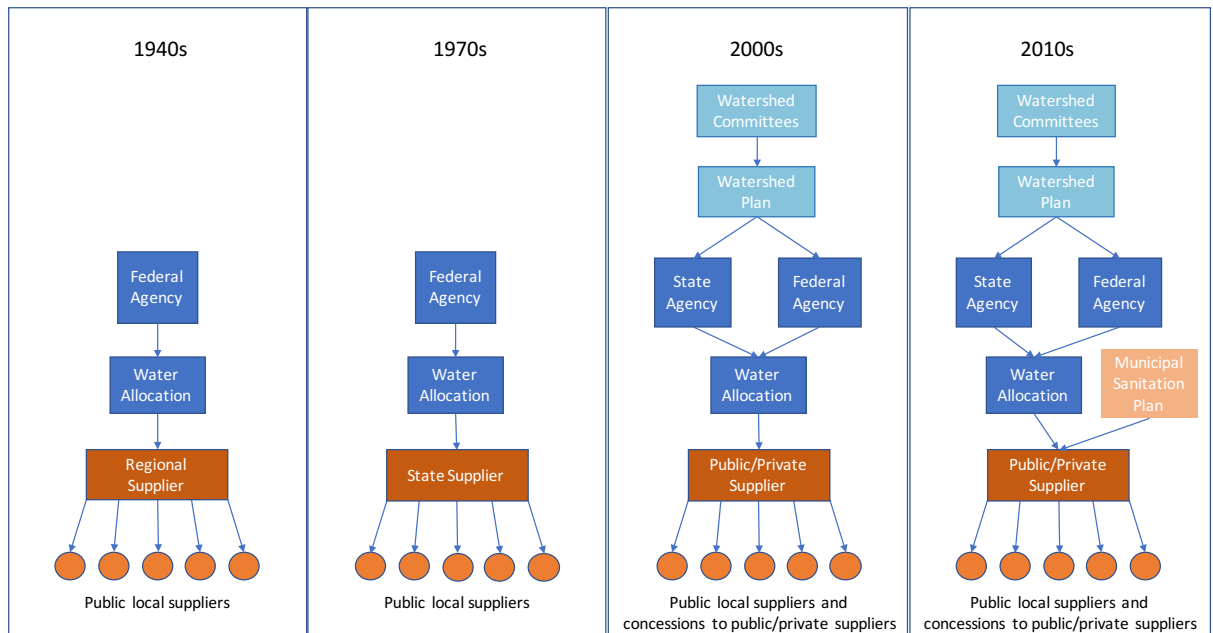 1940s
Federal
Agency
Water
Allocation
Regional
Supplier
Public local suppliers
1970s
Federal
Agency
Water
Allocation
State Supplier
Public local suppliers
2000s
Watershed
Committees
Watershed
Plan
State
Agency
Federal
Agency
Water
Allocation
Public/Private
Supplier
Public local suppliers and
concessions to public/private suppliers
2010s
Watershed
Committees
Watershed
Plan
State
Agency
Federal
Agency
Water
Allocation
Municipal
Sanitation
Plan
Public/Private
Supplier
Public local suppliers and
concessions to public/private suppliers